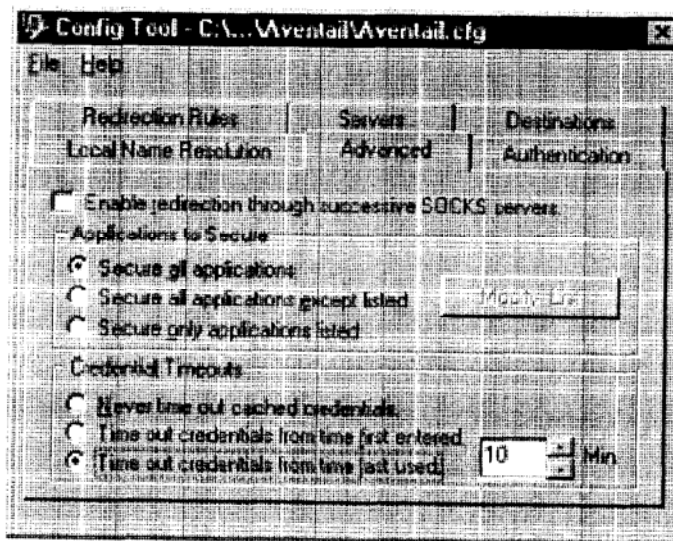 Config Tool - C:\...\Aventail\Aventail.cfg
File Help
Redirection Rules Servers Destinations
Local Name Resolution Advanced Authentication
Enable redirection through successive SOCKS servers.
Applications to Secure
Secure all applications
Secure all applications except listed
Modify List
Secure only applications listed
Credential Timeouts
Never time out cached credentials.
Time out credentials from time first entered.
Time out credentials from time last used.
10 Min.